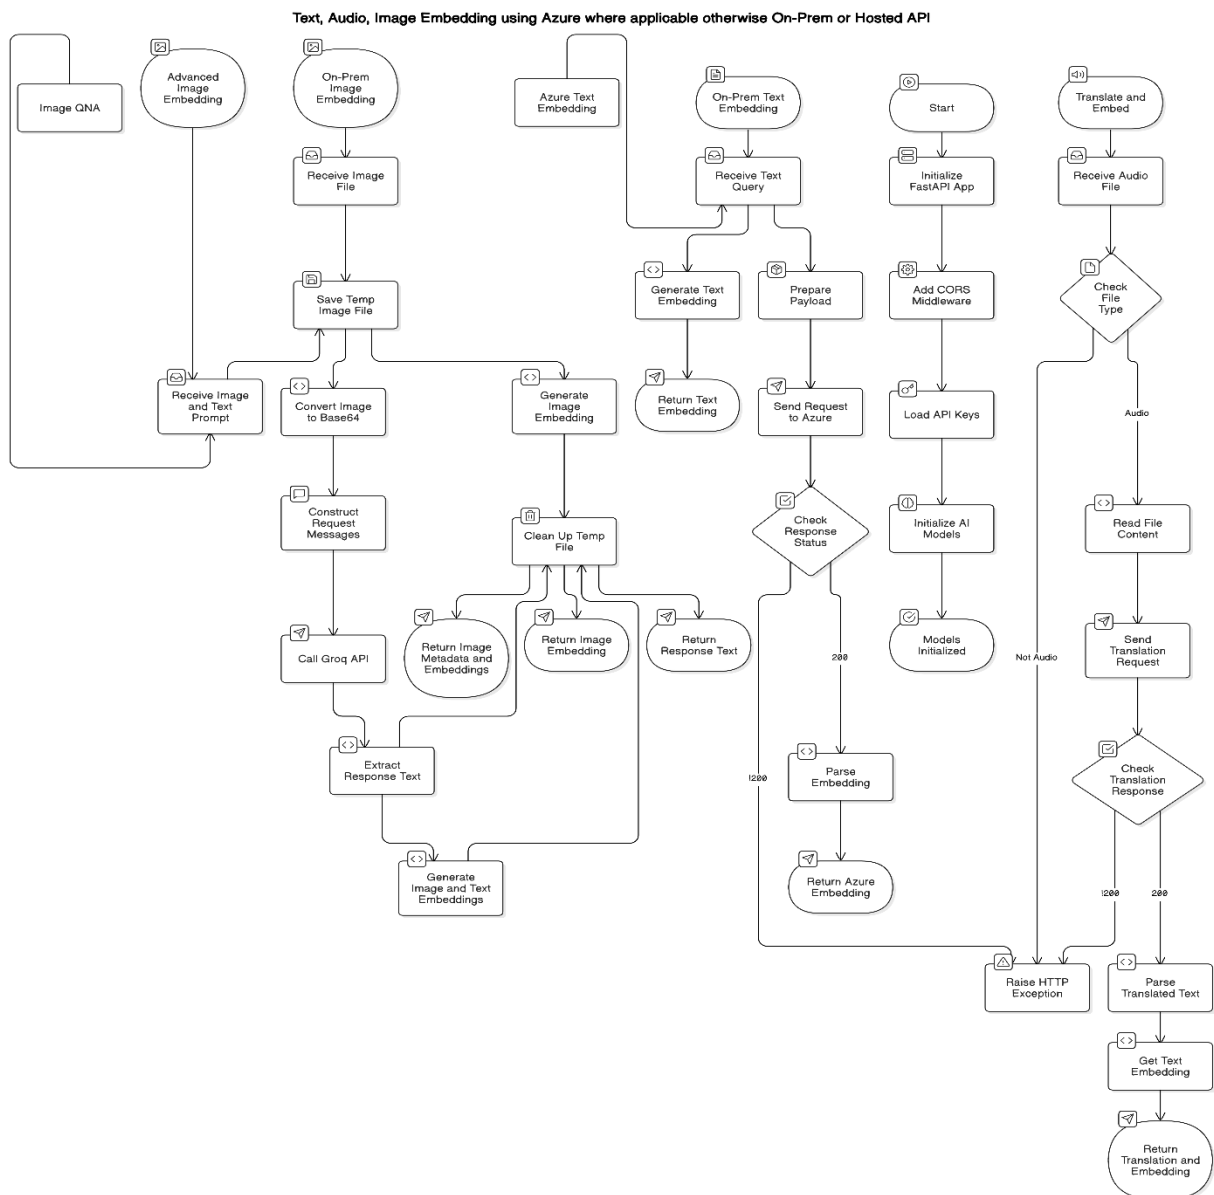 Text, Audio, Image Embedding using Azure where applicable otherwise On-Prem or Hosted API
Image QNA
Advanced
Image
Embedding
On-Prem
Image
Embedding
Azure Text
Embedding
On-Prem Text
Embedding
Start
Translate and
Embed
Receive Image
File
Receive Text
Query
Initialize
FastAPI App
Receive Audio
File
Save Temp
Image File
Generate Text
Embedding
Prepare
Payload
Add CORS
Middleware
Check
File
Type
Receive Image
and Text
Prompt
Convert Image
to Base64
Generate
Image
Embedding
Return Text
Embedding
Send Request
to Azure
Load API Keys
Audio
Construct
Request
Messages
Clean Up Temp
File
Check
Response
Status
Initialize AI
Models
Read File
Content
Call Groq API
Return Image
Metadata and
Embeddings
Return Image
Embedding
Return
Response Text
200
Models
Initialized
Not Audio
Send
Translation
Request
Extract
Response Text
!200
Parse
Embedding
Check
Translation
Response
Generate
Image and Text
Embeddings
Return Azure
Embedding
!200
200
Raise HTTP
Exception
Parse
Translated Text
Get Text
Embedding
Return
Translation and
Embedding